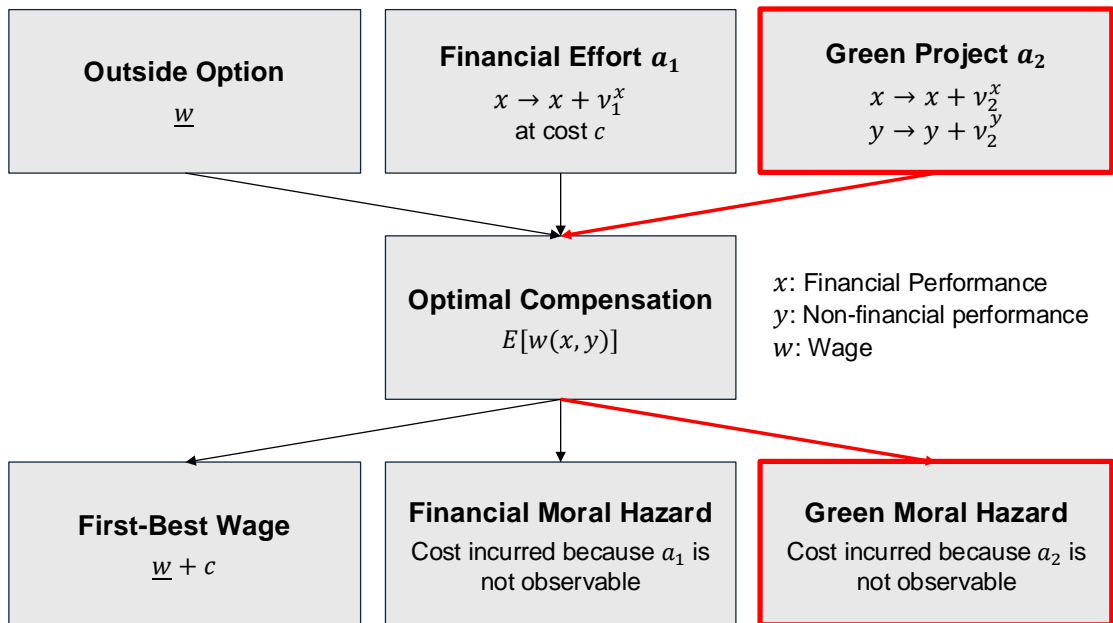 Outside Option
w̲
Financial Effort a₁
x → x + ν₁ˣ
at cost c
Green Project a₂
x → x + ν₂ˣ
y → y + ν₂ʸ
Optimal Compensation
E[w(x, y)]
x: Financial Performance
y: Non-financial performance
w: Wage
First-Best Wage
w̲ + c
Financial Moral Hazard
Cost incurred because a₁ is
not observable
Green Moral Hazard
Cost incurred because a₂ is
not observable